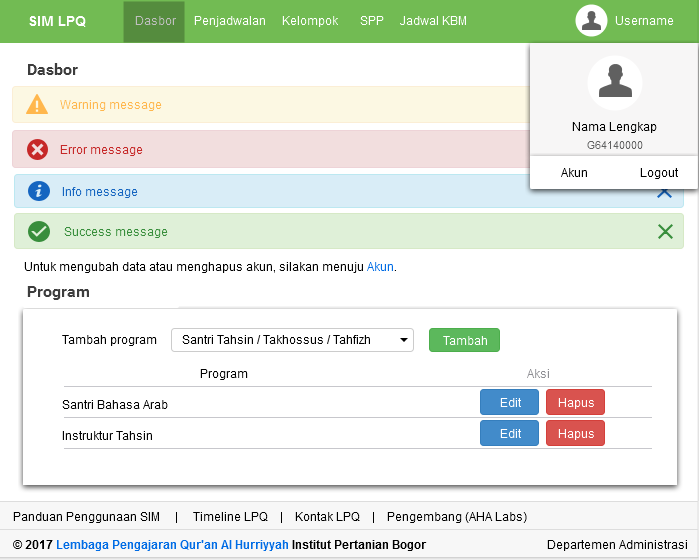 SIM LPQ Dasbor Penjadwalan Kelompok SPP Jadwal KBM Username
Dasbor
Warning message
Error message
Info message
Success message
Nama Lengkap
G64140000
Akun Logout
Untuk mengubah data atau menghapus akun, silakan menuju Akun.
Program
Tambah program Santri Tahsin / Takhossus / Tahfizh Tambah
Program Aksi
Santri Bahasa Arab Edit Hapus
Instruktur Tahsin Edit Hapus
Panduan Penggunaan SIM | Timeline LPQ | Kontak LPQ | Pengembang (AHA Labs)
© 2017 Lembaga Pengajaran Qur'an Al Hurriyyah Institut Pertanian Bogor Departemen Administrasi